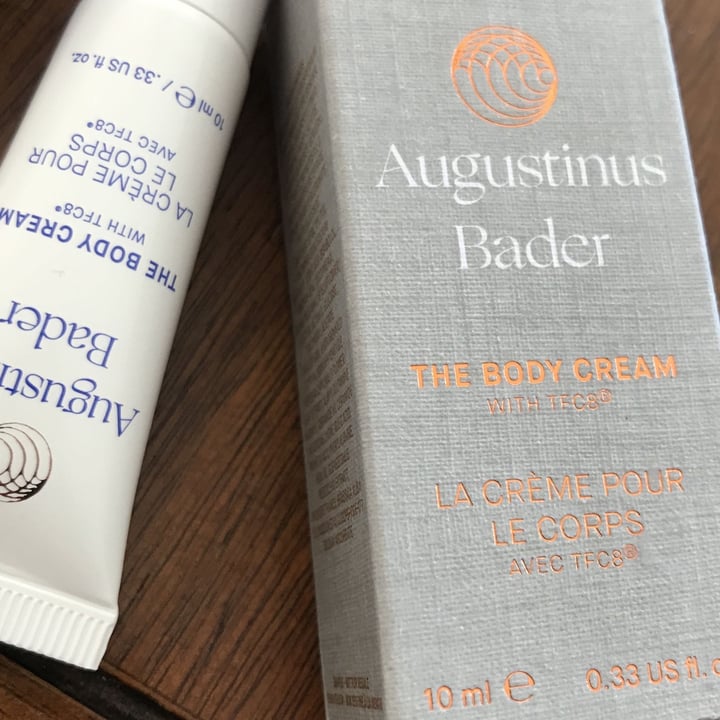 Augustinus
Bader
THE BODY CREAM
WITH TFC8®
LA CRÈME POUR
LE CORPS
AVEC TFC8®
10 ml ℮ 0.33 US fl.
Bader
THE BODY CREAM
WITH TFC8®
LA CRÈME POUR
LE CORPS
AVEC TFC8®
10 ml ℮ / .33 US fl. oz.